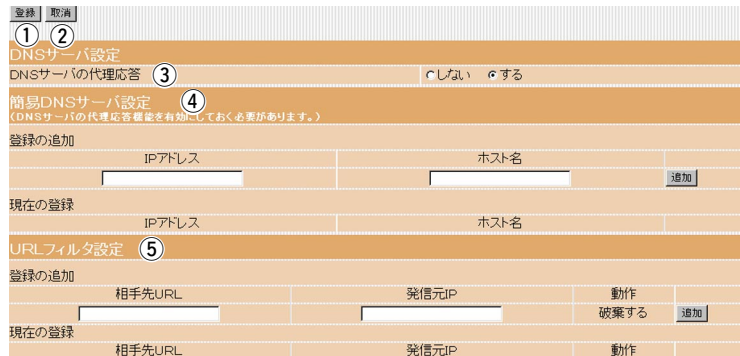 登録 取消
① ②
DNSサーバ設定
DNSサーバの代理応答 ③ しない する
簡易DNSサーバ設定 ④
(DNSサーバの代理応答機能を有効にしておく必要があります。)
登録の追加
IPアドレス ホスト名
追加
現在の登録
IPアドレス ホスト名
URLフィルタ設定 ⑤
登録の追加
相手先URL 発信元IP 動作
破棄する 追加
現在の登録
相手先URL 発信元IP 動作